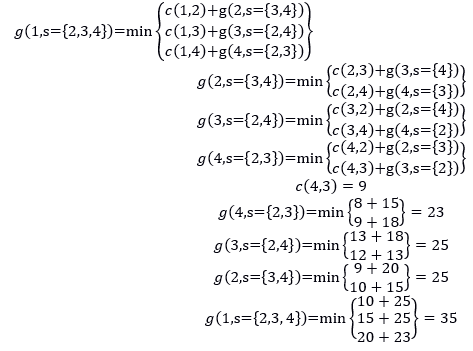 g(1,s={2,3,4})=min{c(1,2)+g(2,s={3,4})
c(1,3)+g(3,s={2,4})
c(1,4)+g(4,s={2,3})}
g(2,s={3,4})=min{c(2,3)+g(3,s={4})
c(2,4)+g(4,s={3})}
g(3,s={2,4})=min{c(3,2)+g(2,s={4})
c(3,4)+g(4,s={2})}
g(4,s={2,3})=min{c(4,2)+g(2,s={3})
c(4,3)+g(3,s={2})}
c(4,3) = 9
g(4,s={2,3})=min{8 + 15
9 + 18} = 23
g(3,s={2,4})=min{13 + 18
12 + 13} = 25
g(2,s={3,4})=min{9 + 20
10 + 15} = 25
g(1,s={2,3, 4})=min{10 + 25
15 + 25
20 + 23} = 35